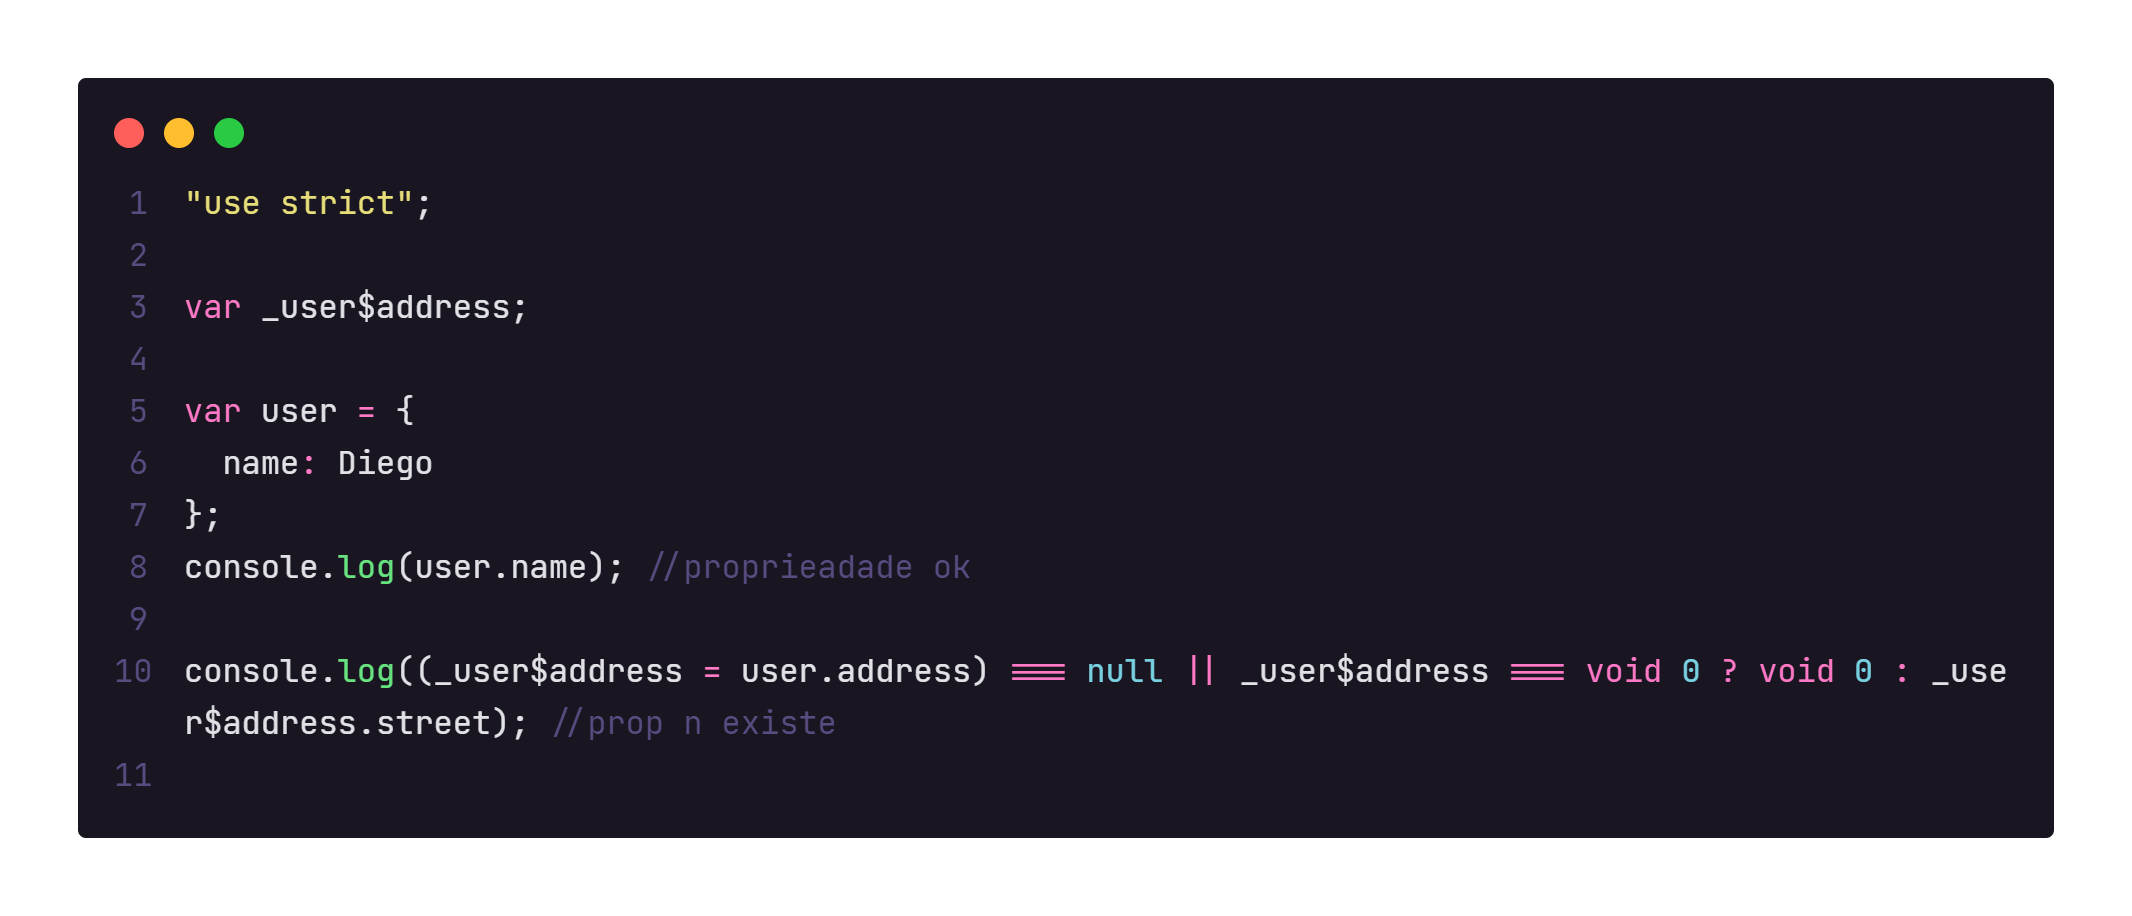 1 "use strict";
2
3 var _user$address;
4
5 var user = {
6   name: Diego
7 };
8 console.log(user.name); //proprieadade ok
9
10 console.log((_user$address = user.address) === null || _user$address === void 0 ? void 0 : _use
r$address.street); //prop n existe
11